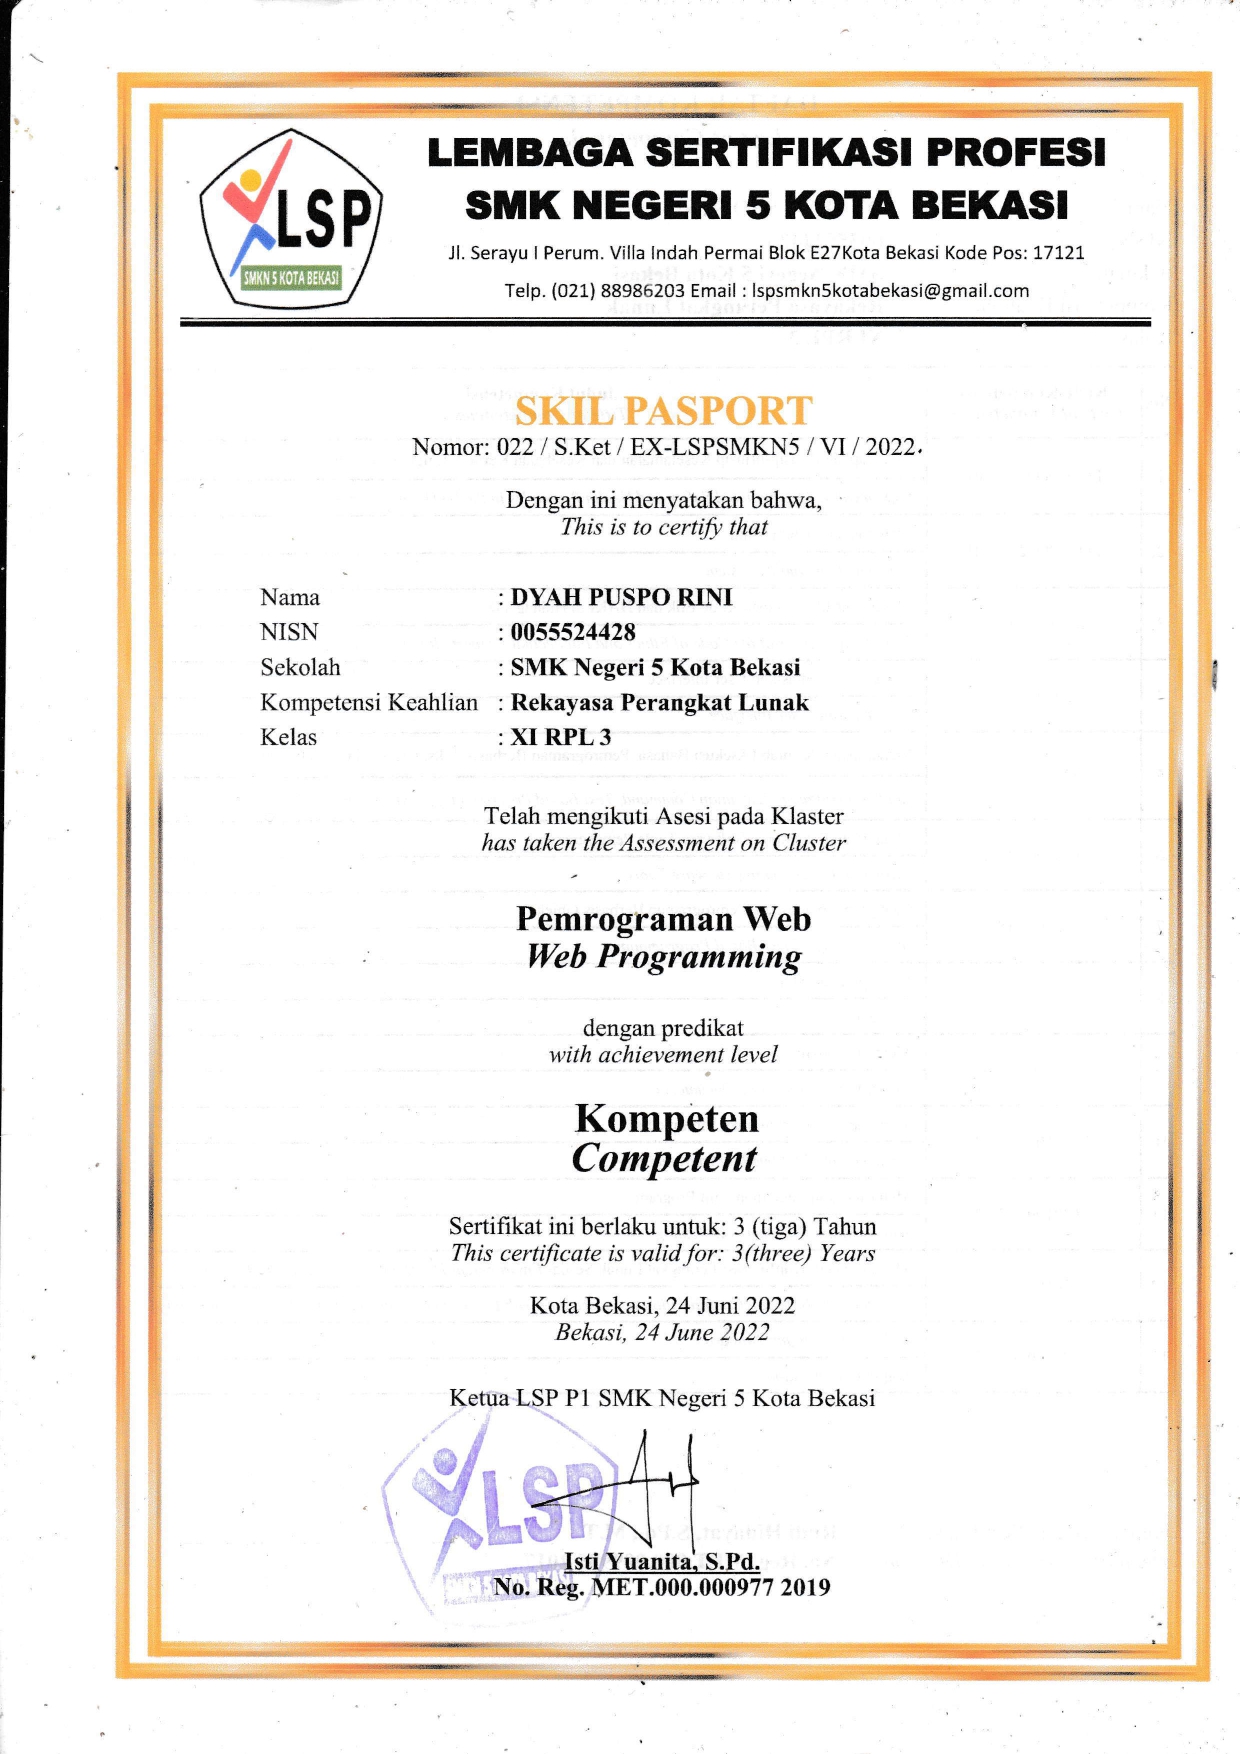 LSP
SMKN 5 KOTA BEKASI
LEMBAGA SERTIFIKASI PROFESI
SMK NEGERI 5 KOTA BEKASI
Jl. Serayu I Perum. Villa Indah Permai Blok E27Kota Bekasi Kode Pos: 17121
Telp. (021) 88986203 Email : lspsmkn5kotabekasi@gmail.com
SKIL PASPORT
Nomor: 022 / S.Ket / EX-LSPSMKN5 / VI / 2022.
Dengan ini menyatakan bahwa,
This is to certify that
Nama : DYAH PUSPO RINI
NISN : 0055524428
Sekolah : SMK Negeri 5 Kota Bekasi
Kompetensi Keahlian : Rekayasa Perangkat Lunak
Kelas : XI RPL 3
Telah mengikuti Asesi pada Klaster
has taken the Assessment on Cluster
Pemrograman Web
Web Programming
dengan predikat
with achievement level
Kompeten
Competent
Sertifikat ini berlaku untuk: 3 (tiga) Tahun
This certificate is valid for: 3(three) Years
Kota Bekasi, 24 Juni 2022
Bekasi, 24 June 2022
Ketua LSP P1 SMK Negeri 5 Kota Bekasi
LSP
Isti Yuanita, S.Pd.
No. Reg. MET.000.000977 2019